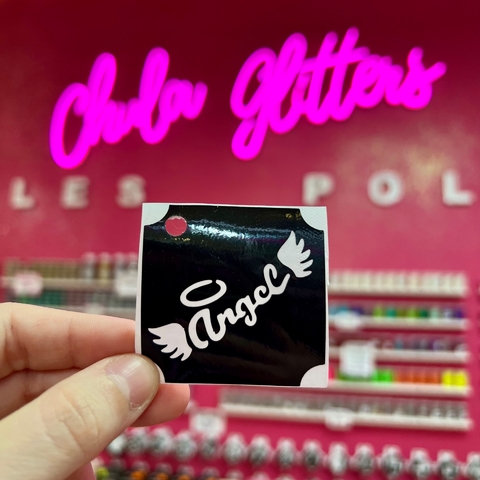 Chula Glitters
LES POL
Angel